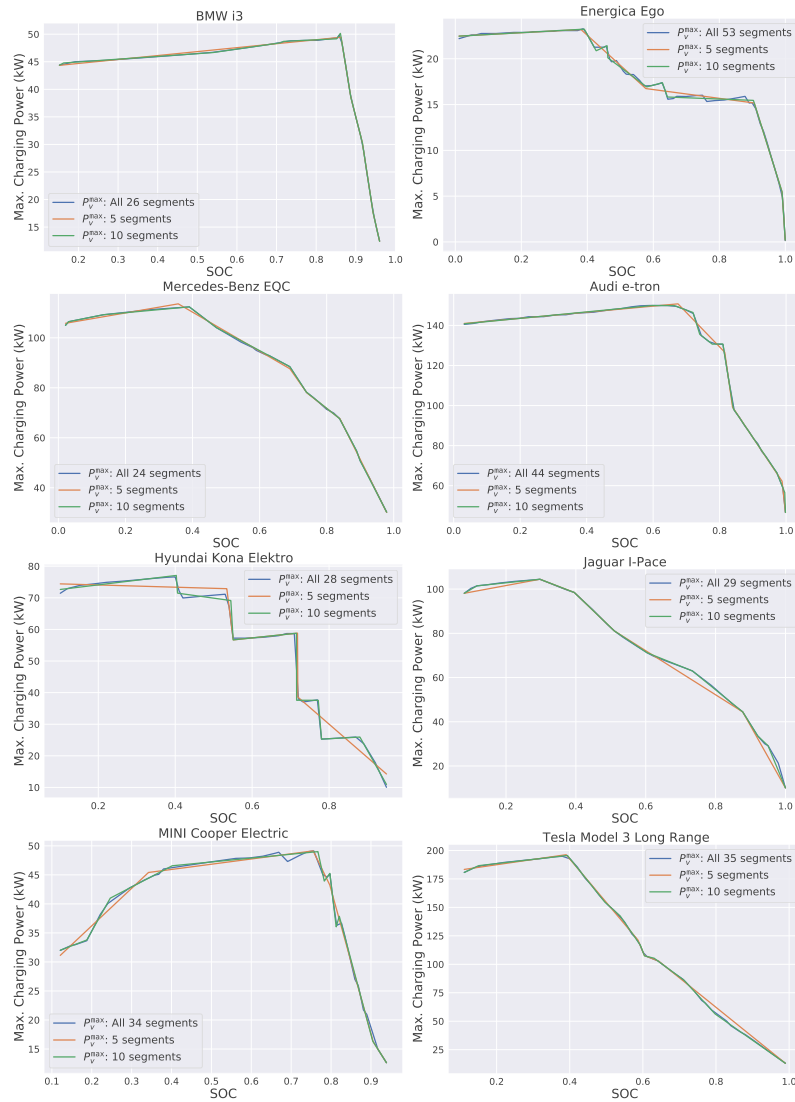 BMW i3
Max. Charging Power (kW)
50
45
40
35
30
25
20
15
P_v^max: All 26 segments
P_v^max: 5 segments
P_v^max: 10 segments
0.2 0.3 0.4 0.5 0.6 0.7 0.8 0.9 1.0
SOC
Energica Ego
Max. Charging Power (kW)
20
15
10
5
0
P_v^max: All 53 segments
P_v^max: 5 segments
P_v^max: 10 segments
0.0 0.2 0.4 0.6 0.8 1.0
SOC
Mercedes-Benz EQC
Max. Charging Power (kW)
100
80
60
40
P_v^max: All 24 segments
P_v^max: 5 segments
P_v^max: 10 segments
0.0 0.2 0.4 0.6 0.8 1.0
SOC
Audi e-tron
Max. Charging Power (kW)
140
120
100
80
60
P_v^max: All 44 segments
P_v^max: 5 segments
P_v^max: 10 segments
0.0 0.2 0.4 0.6 0.8 1.0
SOC
Hyundai Kona Elektro
Max. Charging Power (kW)
80
70
60
50
40
30
20
10
P_v^max: All 28 segments
P_v^max: 5 segments
P_v^max: 10 segments
0.2 0.4 0.6 0.8
SOC
Jaguar I-Pace
Max. Charging Power (kW)
100
80
60
40
20
P_v^max: All 29 segments
P_v^max: 5 segments
P_v^max: 10 segments
0.2 0.4 0.6 0.8 1.0
SOC
MINI Cooper Electric
Max. Charging Power (kW)
50
45
40
35
30
25
20
15
P_v^max: All 34 segments
P_v^max: 5 segments
P_v^max: 10 segments
0.1 0.2 0.3 0.4 0.5 0.6 0.7 0.8 0.9
SOC
Tesla Model 3 Long Range
Max. Charging Power (kW)
200
175
150
125
100
75
50
25
P_v^max: All 35 segments
P_v^max: 5 segments
P_v^max: 10 segments
0.2 0.4 0.6 0.8 1.0
SOC